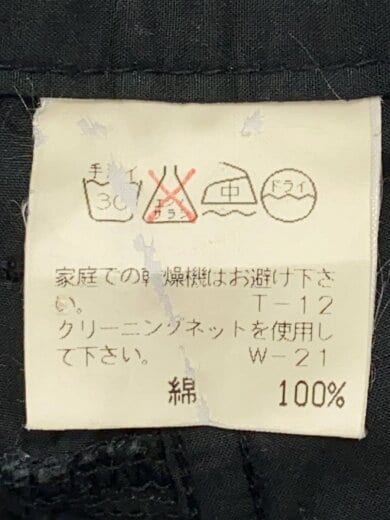 手 イ
30 エンソ サラシ 中 ドライ
家庭での乾燥機はお避け下さ
い。 T-12
クリーニングネットを使用し
て下さい。 W-21
綿 100%